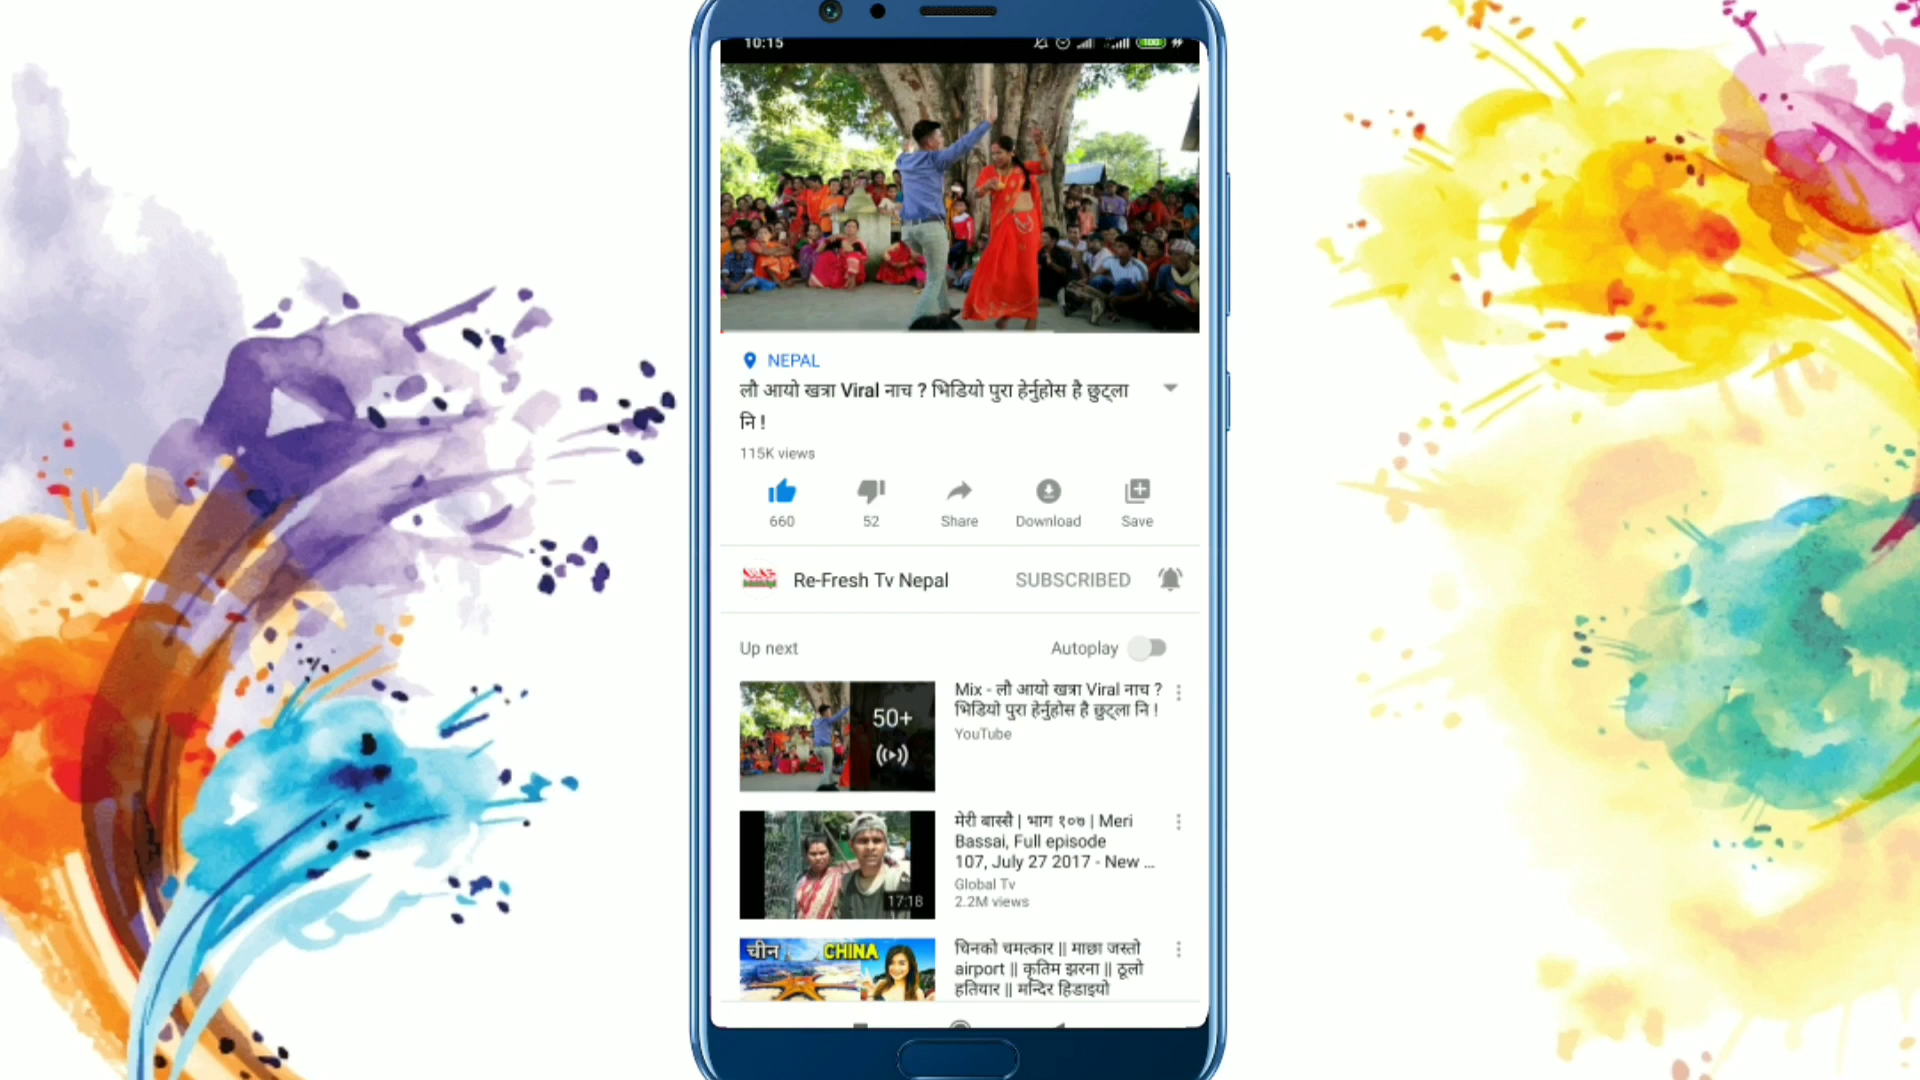 10:15
100
NEPAL
लौ आयो खत्रा Viral नाच ? भिडियो पुरा हेर्नुहोस है छुट्ला
नि !
115K views
660
52
Share
Download
Save
Re-Fresh Tv Nepal
SUBSCRIBED
Up next
Autoplay
50+
Mix - लौ आयो खत्रा Viral नाच ?
भिडियो पुरा हेर्नुहोस है छुट्ला नि !
YouTube
17:18
मेरी बास्सै | भाग १०७ | Meri
Bassai, Full episode
107, July 27 2017 - New ...
Global Tv
2.2M views
चीन CHINA
चिनको चमत्कार || माछा जस्तो
airport || कृतिम झरना || ठूलो
हतियार || मन्दिर हिडाइयो